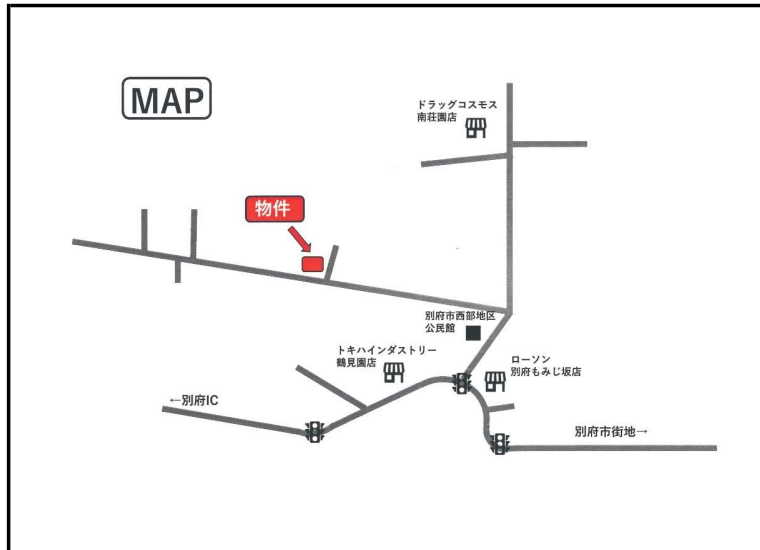 MAP
ドラッグコスモス
南荘園店
物件
別府市西部地区
公民館
トキハインダストリー
鶴見園店
ローソン
別府もみじ坂店
←別府IC
別府市街地→